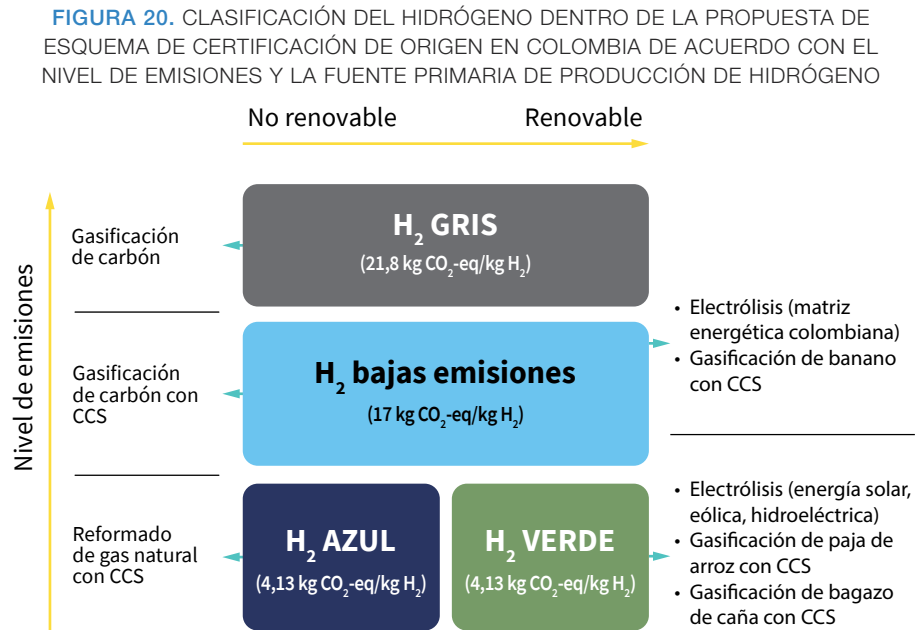 FIGURA 20. CLASIFICACIÓN DEL HIDRÓGENO DENTRO DE LA PROPUESTA DE
ESQUEMA DE CERTIFICACIÓN DE ORIGEN EN COLOMBIA DE ACUERDO CON EL
NIVEL DE EMISIONES Y LA FUENTE PRIMARIA DE PRODUCCIÓN DE HIDRÓGENO
No renovable
Renovable
Nivel de emisiones
Gasificación
de carbón
H₂ GRIS
(21,8 kg CO₂-eq/kg H₂)
Gasificación
de carbón con
CCS
H₂ bajas emisiones
(17 kg CO₂-eq/kg H₂)
• Electrólisis (matriz
energética colombiana)
• Gasificación de banano
con CCS
Reformado
de gas natural
con CCS
H₂ AZUL
(4,13 kg CO₂-eq/kg H₂)
H₂ VERDE
(4,13 kg CO₂-eq/kg H₂)
• Electrólisis (energía solar,
eólica, hidroeléctrica)
• Gasificación de paja de
arroz con CCS
• Gasificación de bagazo
de caña con CCS